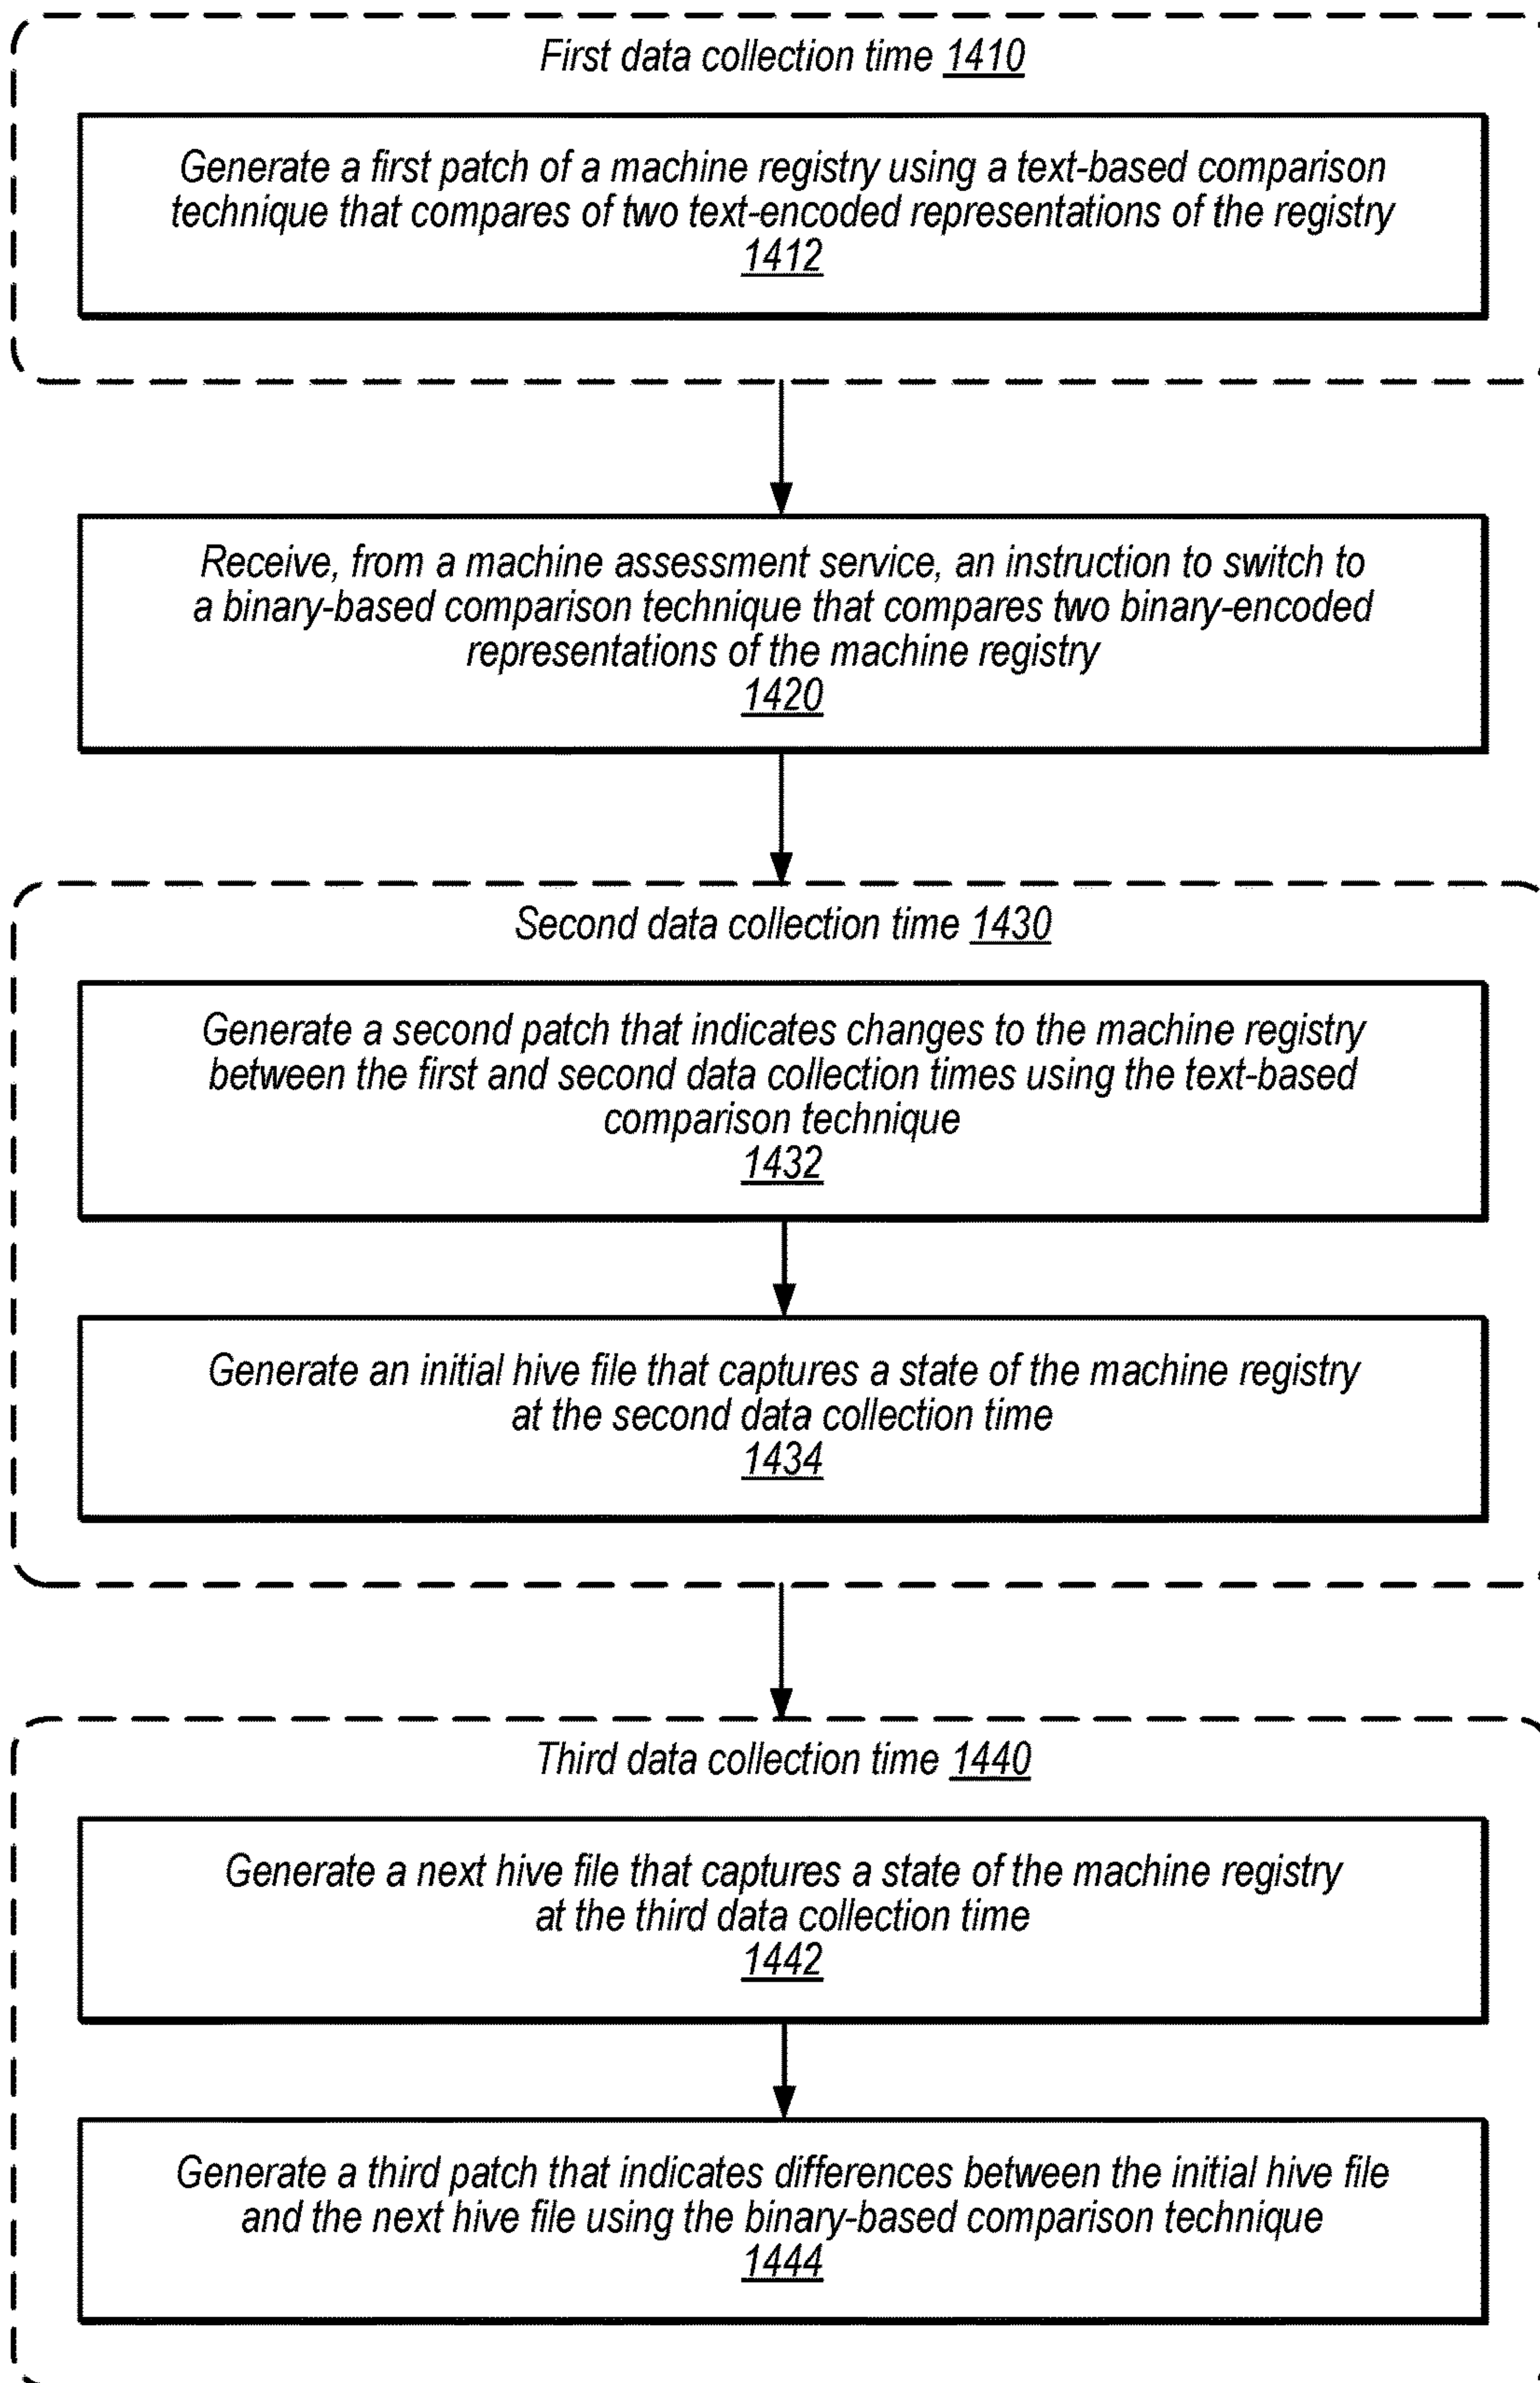 First data collection time 1410
Generate a first patch of a machine registry using a text-based comparison
technique that compares of two text-encoded representations of the registry
1412
Receive, from a machine assessment service, an instruction to switch to
a binary-based comparison technique that compares two binary-encoded
representations of the machine registry
1420
Second data collection time 1430
Generate a second patch that indicates changes to the machine registry
between the first and second data collection times using the text-based
comparison technique
1432
Generate an initial hive file that captures a state of the machine registry
at the second data collection time
1434
Third data collection time 1440
Generate a next hive file that captures a state of the machine registry
at the third data collection time
1442
Generate a third patch that indicates differences between the initial hive file
and the next hive file using the binary-based comparison technique
1444